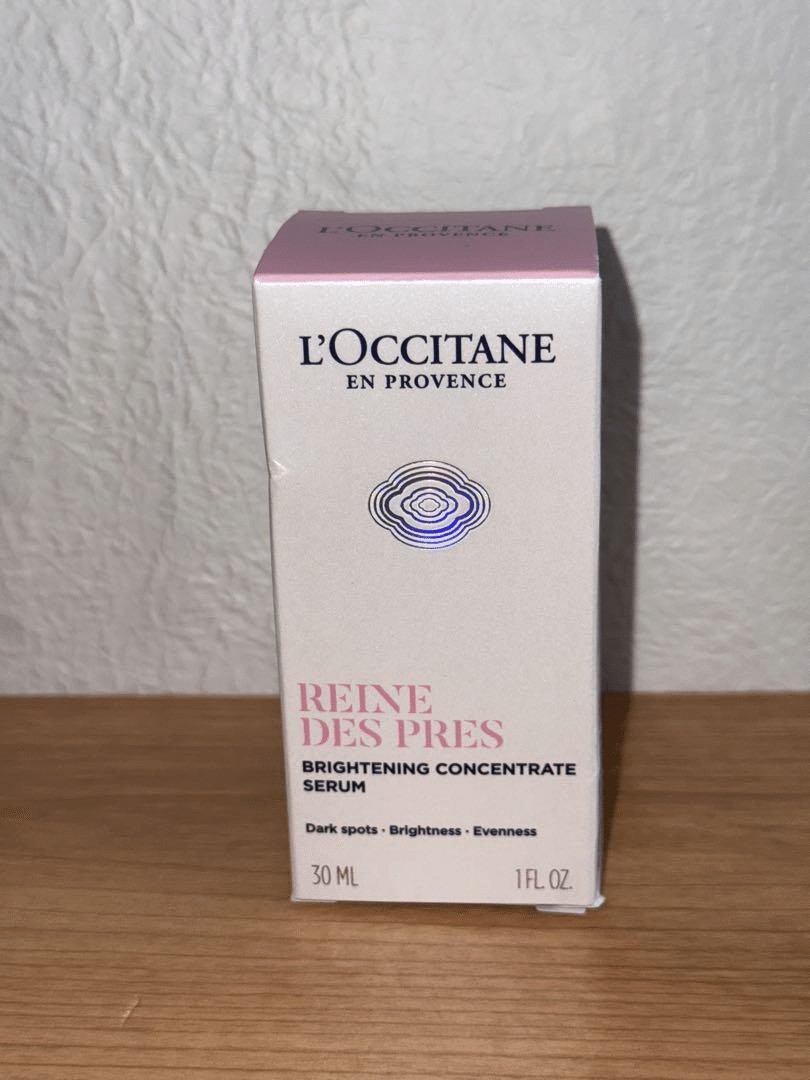 L'OCCITANE
EN PROVENCE
L'OCCITANE
EN PROVENCE
REINE
DES PRES
BRIGHTENING CONCENTRATE
SERUM
Dark spots · Brightness · Evenness
30 ML 1 FL. OZ.